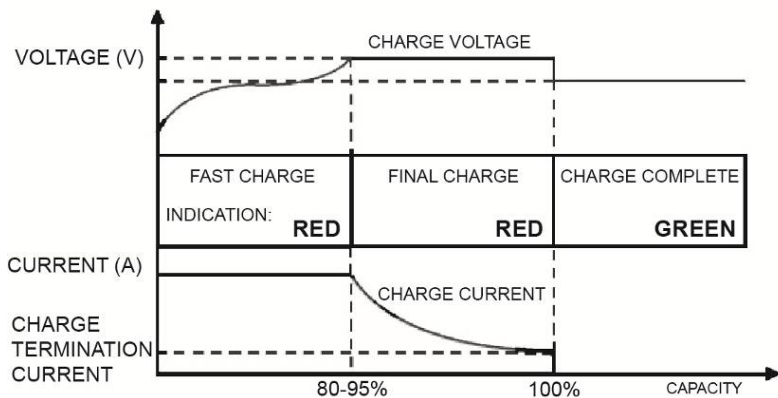 CHARGE VOLTAGE
VOLTAGE (V)
FAST CHARGE
FINAL CHARGE
CHARGE COMPLETE
INDICATION:
RED
RED
GREEN
CURRENT (A)
CHARGE CURRENT
CHARGE
TERMINATION
CURRENT
80-95%
100%
CAPACITY